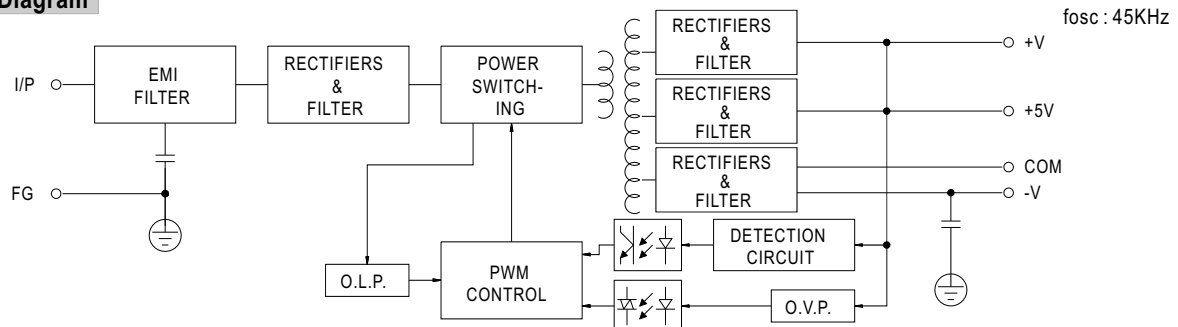 Diagram
fosc : 45KHz
I/P
EMI
FILTER
RECTIFIERS
&
FILTER
POWER
SWITCH-
ING
RECTIFIERS
&
FILTER
+V
RECTIFIERS
&
FILTER
+5V
RECTIFIERS
&
FILTER
COM
-V
FG
O.L.P.
PWM
CONTROL
DETECTION
CIRCUIT
O.V.P.